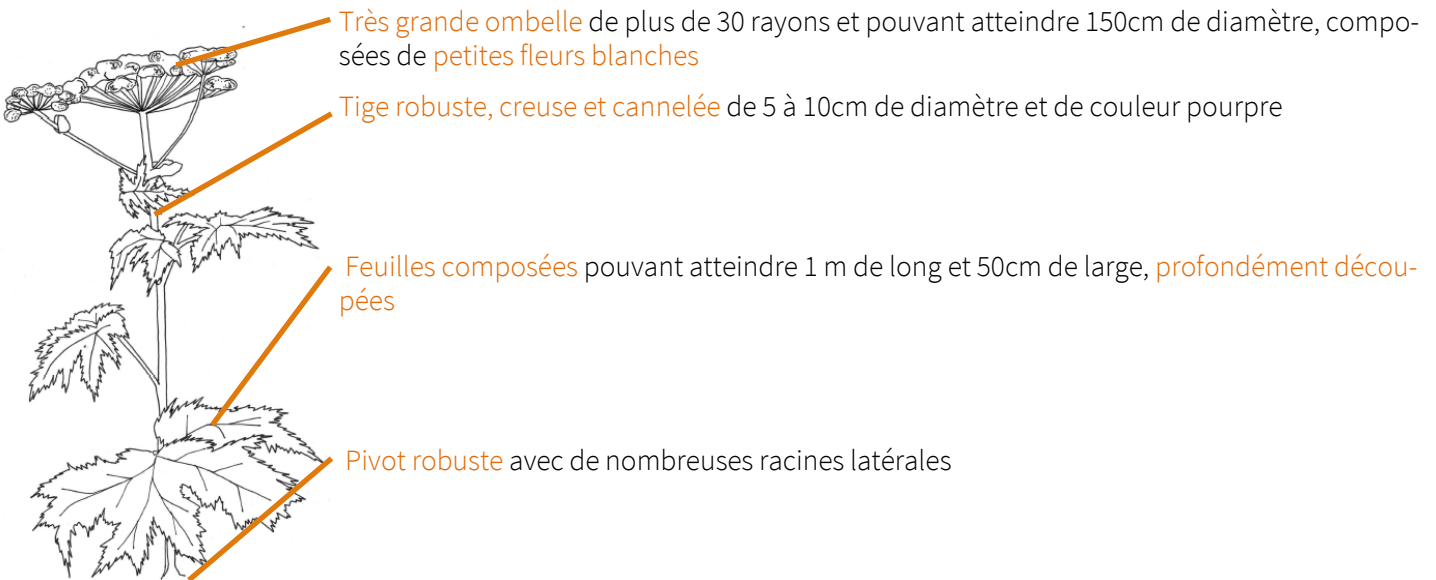 Très grande ombelle de plus de 30 rayons et pouvant atteindre 150cm de diamètre, compo-
sées de petites fleurs blanches
Tige robuste, creuse et cannelée de 5 à 10cm de diamètre et de couleur pourpre
Feuilles composées pouvant atteindre 1 m de long et 50cm de large, profondément décou-
pées
Pivot robuste avec de nombreuses racines latérales